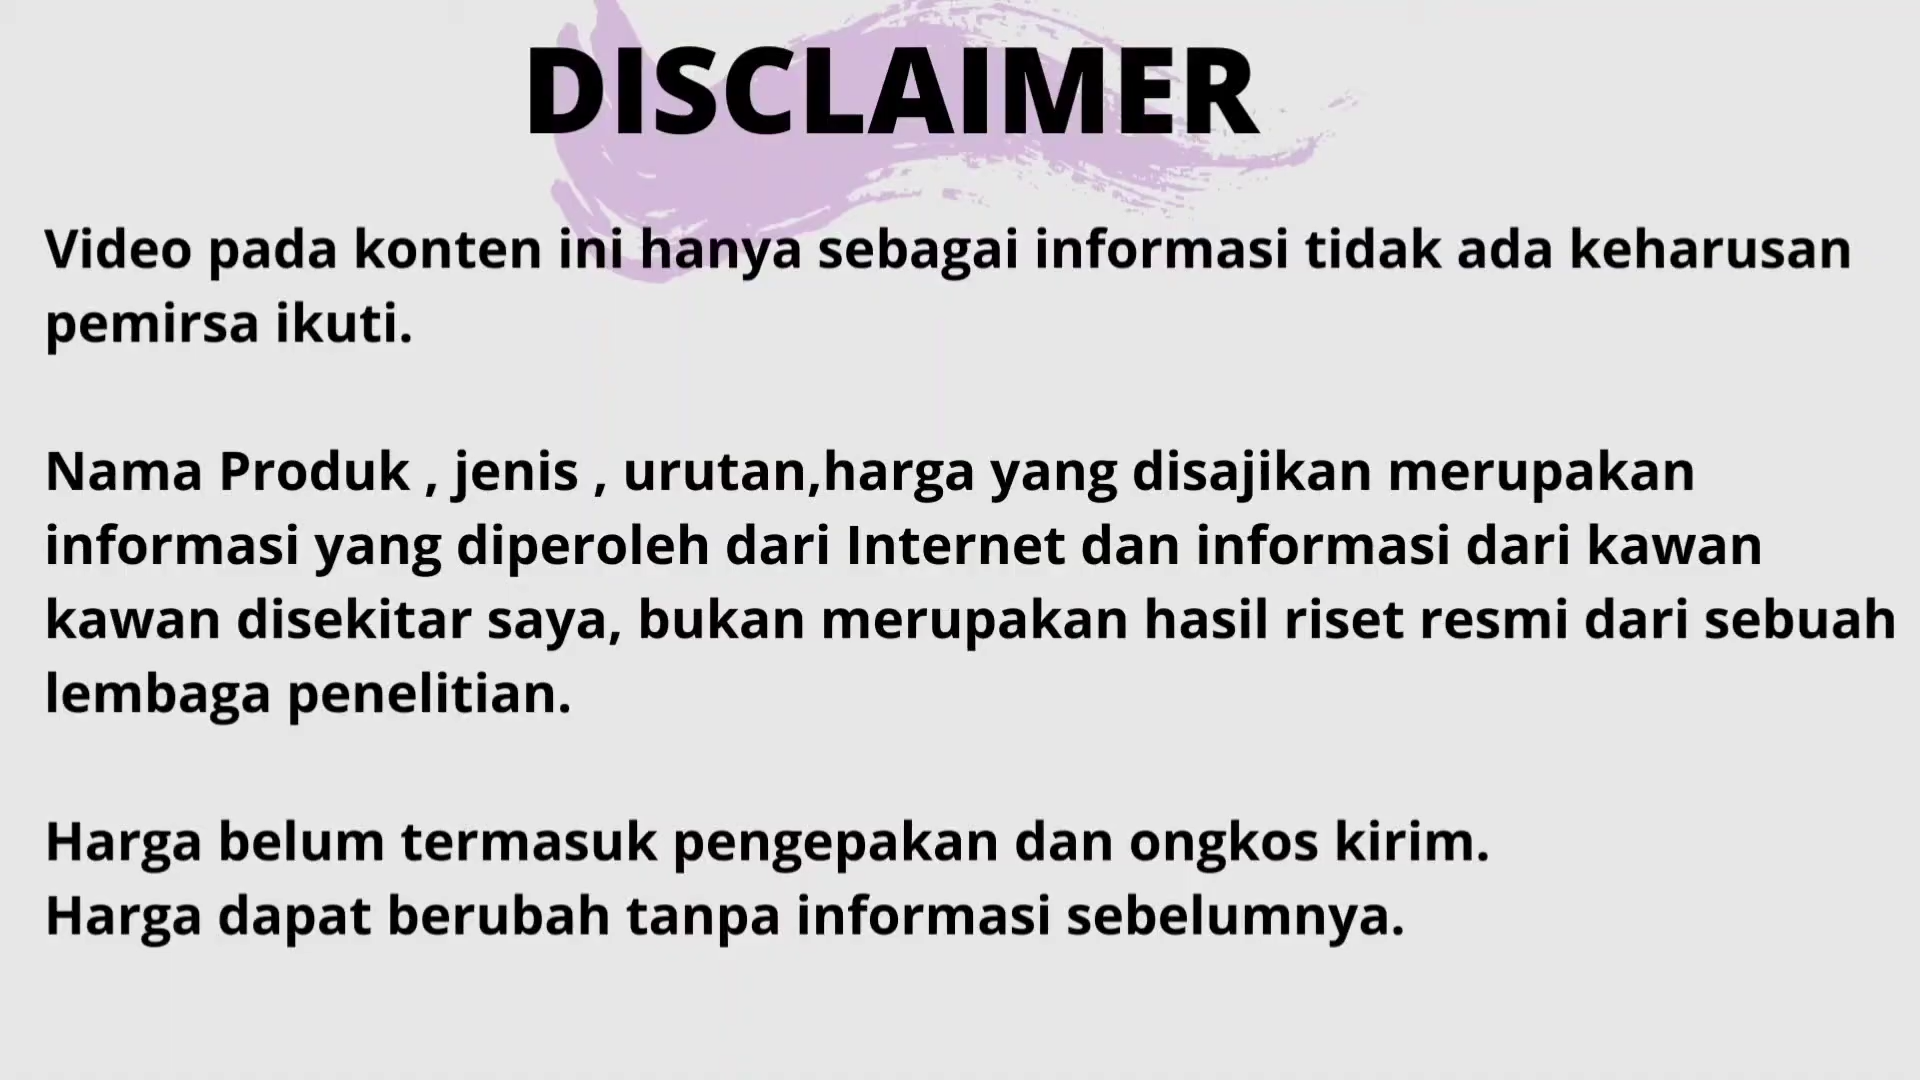 DISCLAIMER
Video pada konten ini hanya sebagai informasi tidak ada keharusan
pemirsa ikuti.
Nama Produk , jenis , urutan,harga yang disajikan merupakan
informasi yang diperoleh dari Internet dan informasi dari kawan
kawan disekitar saya, bukan merupakan hasil riset resmi dari sebuah
lembaga penelitian.
Harga belum termasuk pengepakan dan ongkos kirim.
Harga dapat berubah tanpa informasi sebelumnya.